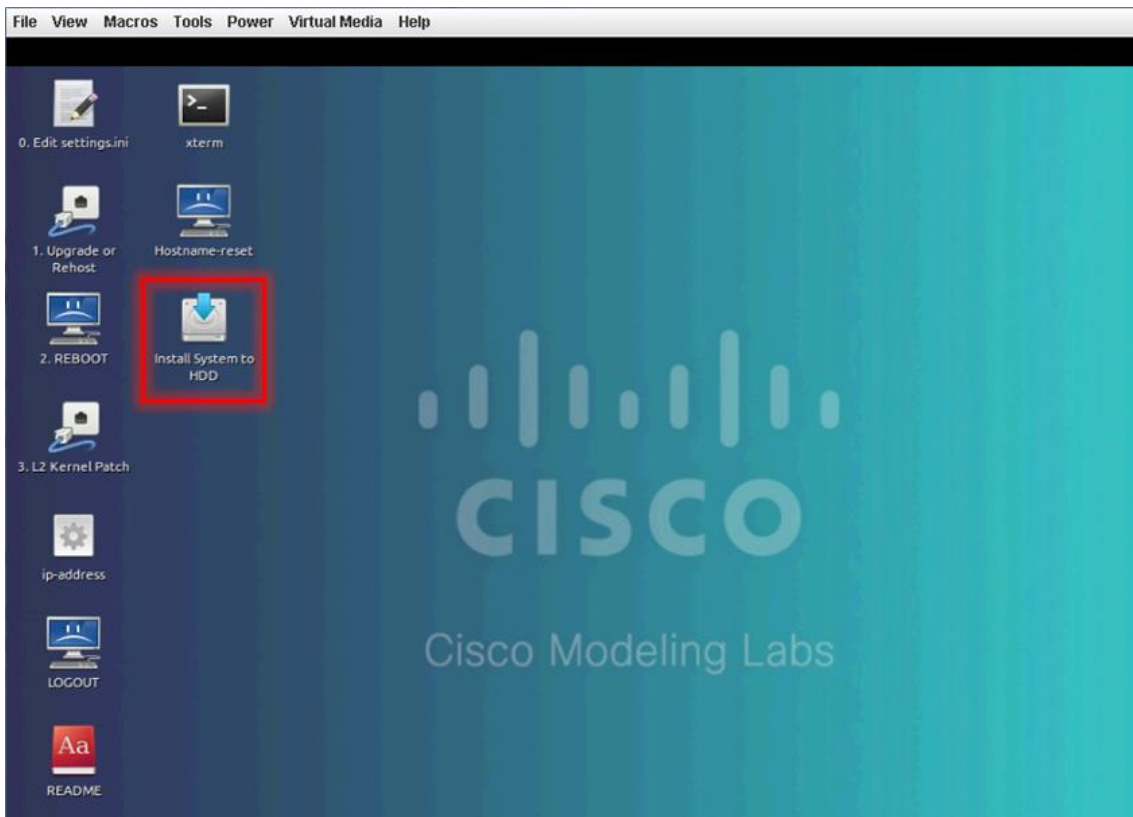 File View Macros Tools Power Virtual Media Help
0. Edit settings.ini
xterm
1. Upgrade or
Rehost
Hostname-reset
2. REBOOT
Install System to
HDD
3. L2 Kernel Patch
ip-address
LOGOUT
Aa
README
CISCO
Cisco Modeling Labs